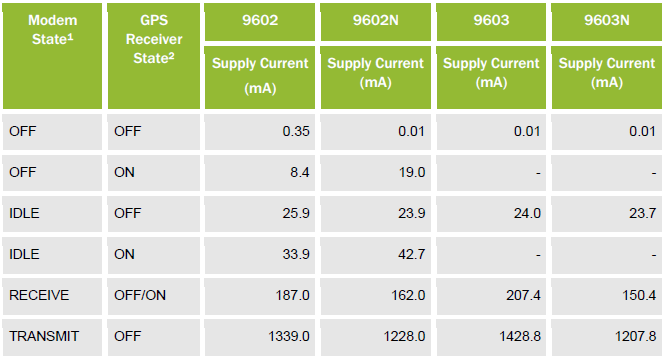 Modem State¹ GPS Receiver State² 9602 9602N 9603 9603N
Supply Current (mA) Supply Current (mA) Supply Current (mA) Supply Current (mA)
OFF OFF 0.35 0.01 0.01 0.01
OFF ON 8.4 19.0 - -
IDLE OFF 25.9 23.9 24.0 23.7
IDLE ON 33.9 42.7 - -
RECEIVE OFF/ON 187.0 162.0 207.4 150.4
TRANSMIT OFF 1339.0 1228.0 1428.8 1207.8